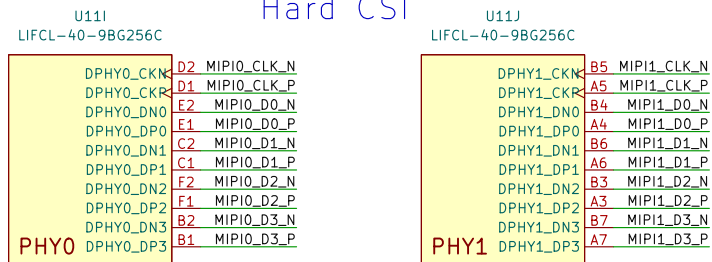 Hard CSI
U11I
LIFCL-40-9BG256C
DPHY0_CKN D2 MIPI0_CLK_N
DPHY0_CKP D1 MIPI0_CLK_P
DPHY0_DN0 E2 MIPI0_D0_N
DPHY0_DP0 E1 MIPI0_D0_P
DPHY0_DN1 C2 MIPI0_D1_N
DPHY0_DP1 C1 MIPI0_D1_P
DPHY0_DN2 F2 MIPI0_D2_N
DPHY0_DP2 F1 MIPI0_D2_P
DPHY0_DN3 B2 MIPI0_D3_N
PHY0 DPHY0_DP3 B1 MIPI0_D3_P
U11J
LIFCL-40-9BG256C
DPHY1_CKN B5 MIPI1_CLK_N
DPHY1_CKP A5 MIPI1_CLK_P
DPHY1_DN0 B4 MIPI1_D0_N
DPHY1_DP0 A4 MIPI1_D0_P
DPHY1_DN1 B6 MIPI1_D1_N
DPHY1_DP1 A6 MIPI1_D1_P
DPHY1_DN2 B3 MIPI1_D2_N
DPHY1_DP2 A3 MIPI1_D2_P
DPHY1_DN3 B7 MIPI1_D3_N
PHY1 DPHY1_DP3 A7 MIPI1_D3_P